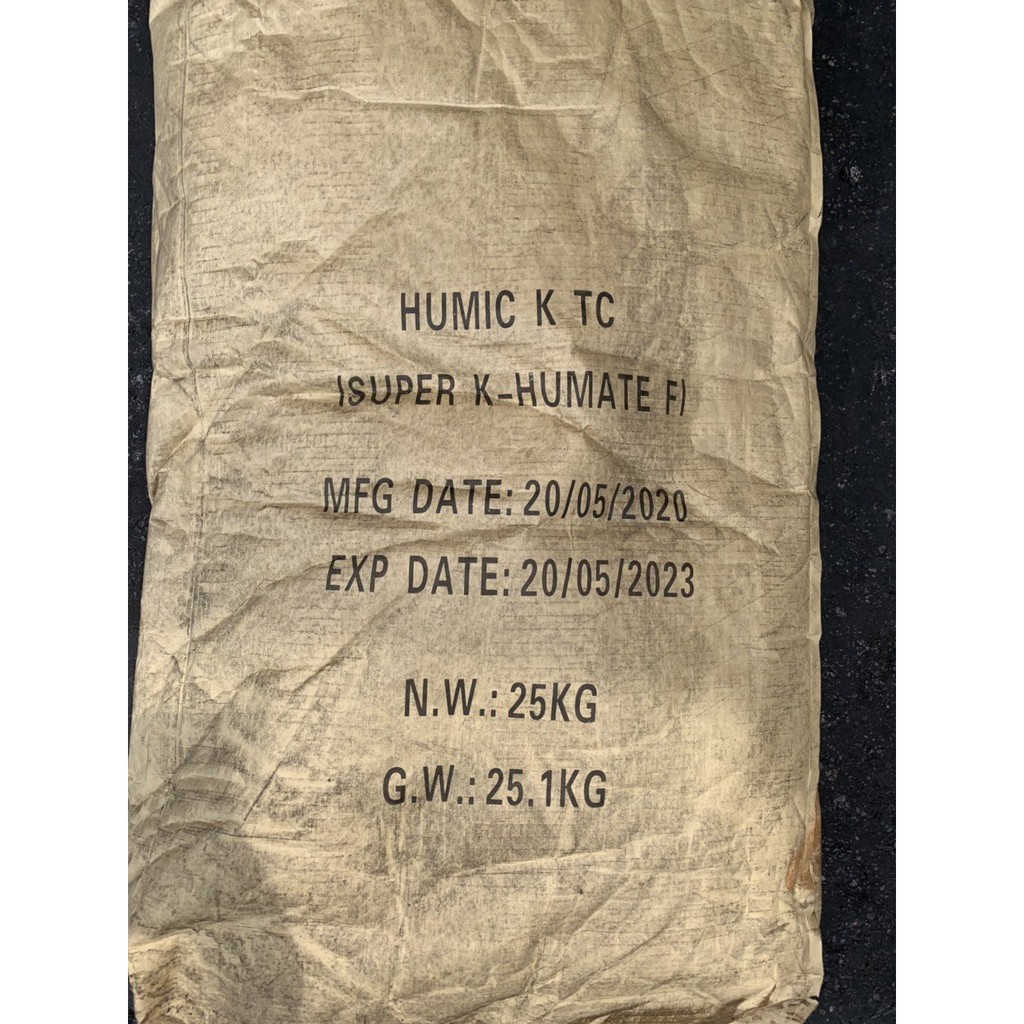 HUMIC K TC
(SUPER K-HUMATE F)
MFG DATE: 20/05/2020
EXP DATE: 20/05/2023
N.W.: 25KG
G.W.: 25.1KG